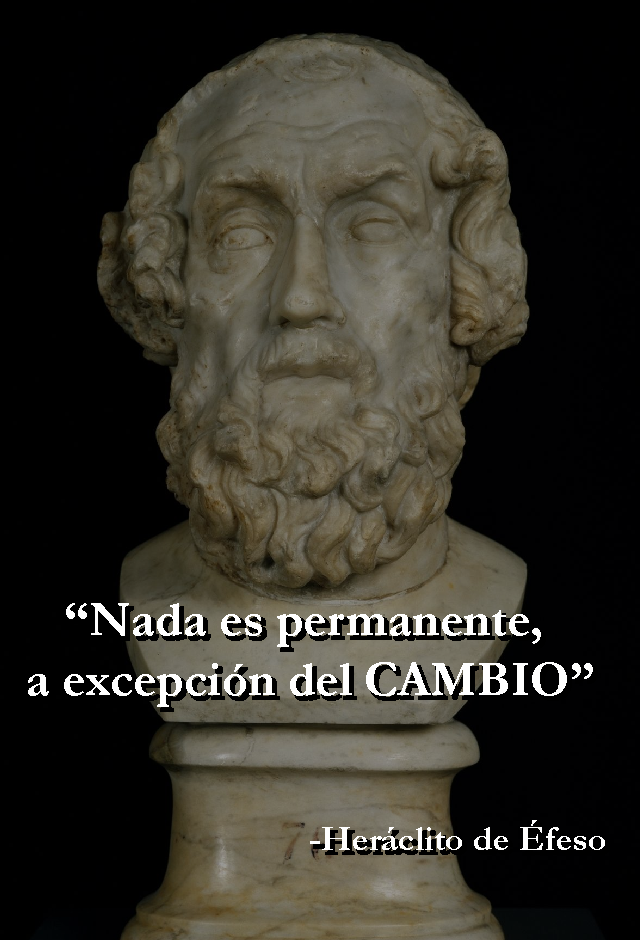 “Nada es permanente,
a excepción del CAMBIO”
-Heráclito de Éfeso